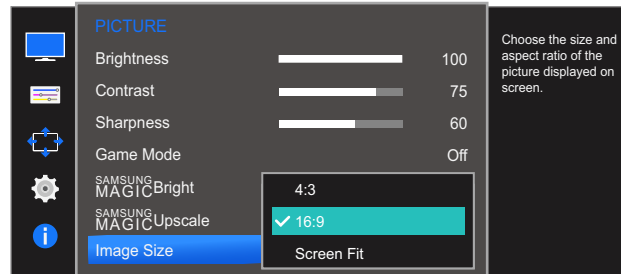 PICTURE
Brightness 100
Contrast 75
Sharpness 60
Game Mode Off
SAMSUNG
MAGICBright
SAMSUNG
MAGICUpscale
Image Size
4:3
16:9
Screen Fit
Choose the size and
aspect ratio of the
picture displayed on
screen.